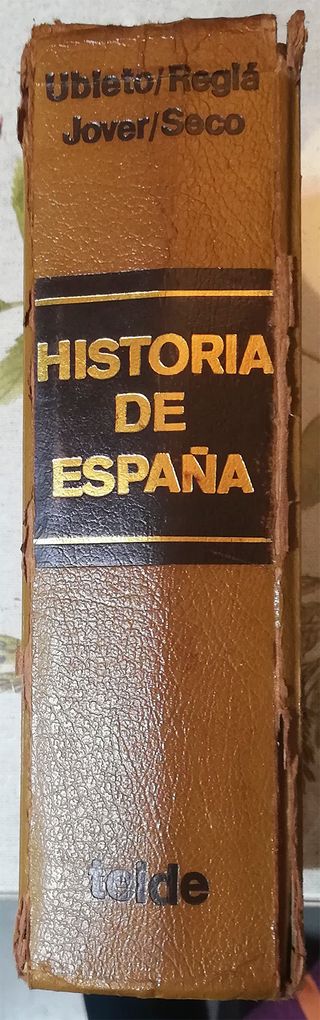 Ubieto/Reglá
Jover/Seco
HISTORIA
DE
ESPAÑA
teide